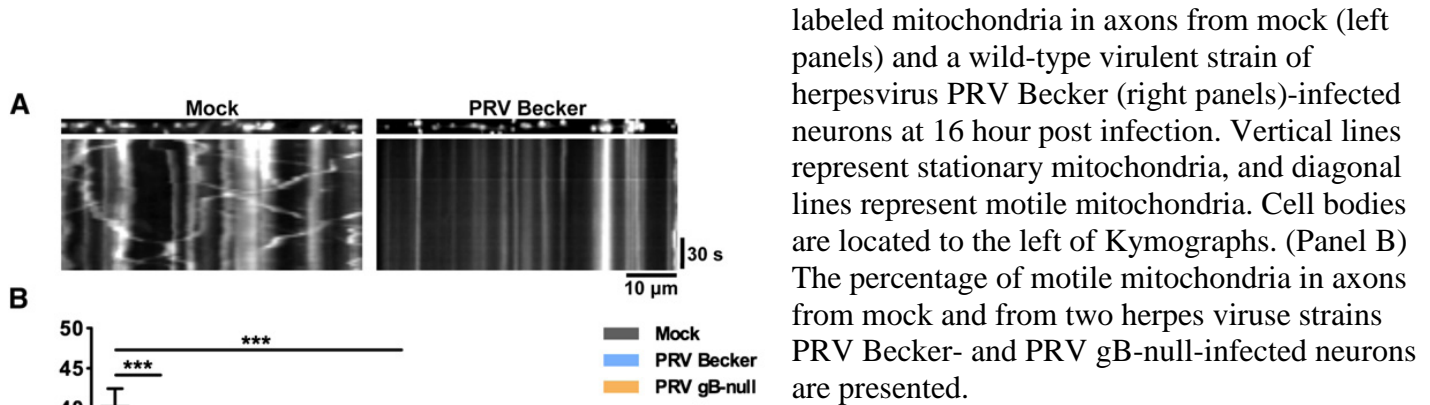 labeled mitochondria in axons from mock (left
panels) and a wild-type virulent strain of
herpesvirus PRV Becker (right panels)-infected
neurons at 16 hour post infection. Vertical lines
represent stationary mitochondria, and diagonal
lines represent motile mitochondria. Cell bodies
are located to the left of Kymographs. (Panel B)
The percentage of motile mitochondria in axons
from mock and from two herpes viruse strains
PRV Becker- and PRV gB-null-infected neurons
are presented.
A
Mock
PRV Becker
30 s
10 µm
B
50
***
Mock
PRV Becker
45
***
PRV gB-null
40